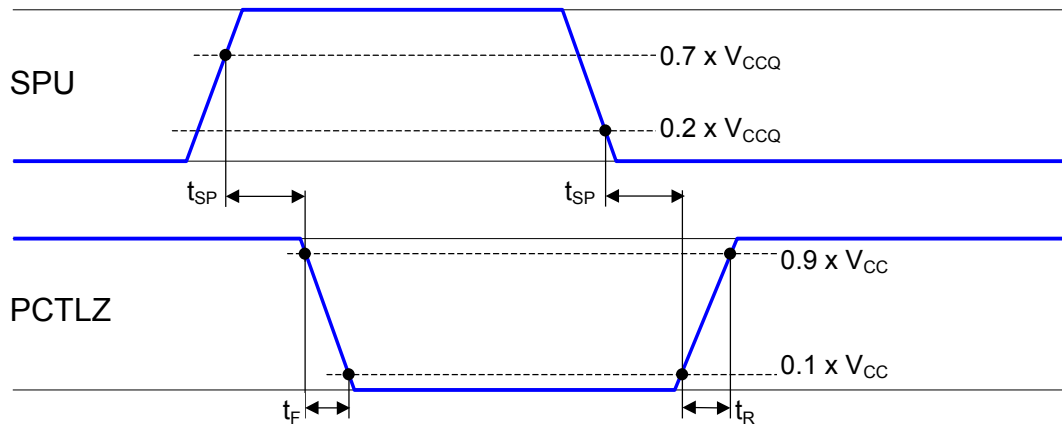 0.7 x VCCQ
SPU
0.2 x VCCQ
tSP tSP
0.9 x VCC
PCTLZ
0.1 x VCC
tF tR